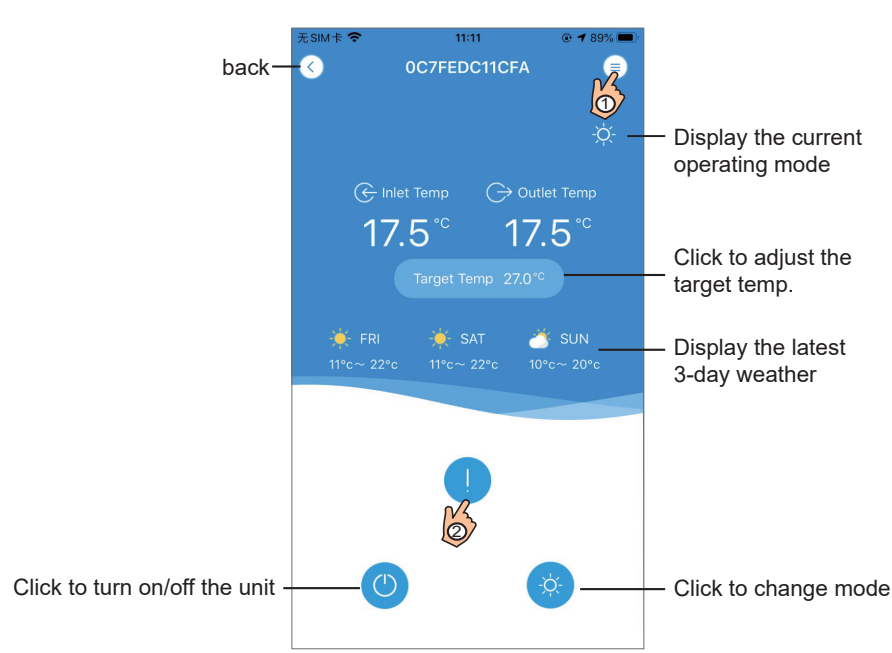 无SIM卡 11:11 89%
back
0C7FEDC11CFA
①
Display the current
operating mode
Inlet Temp Outlet Temp
17.5°C 17.5°C
Click to adjust the
target temp.
Target Temp 27.0°C
FRI SAT SUN
11°c～ 22°c 11°c～ 22°c 10°c～ 20°c
Display the latest
3-day weather
!
②
Click to turn on/off the unit
Click to change mode